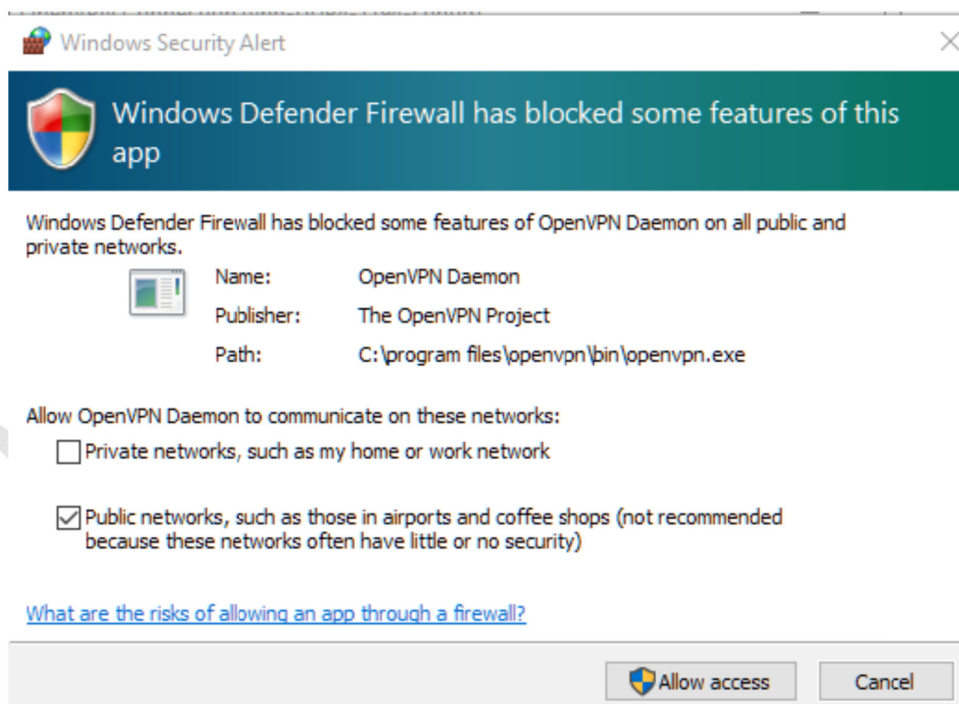 Windows Security Alert
Windows Defender Firewall has blocked some features of this
app
Windows Defender Firewall has blocked some features of OpenVPN Daemon on all public and
private networks.
Name: OpenVPN Daemon
Publisher: The OpenVPN Project
Path: C:\program files\openvpn\bin\openvpn.exe
Allow OpenVPN Daemon to communicate on these networks:
Private networks, such as my home or work network
Public networks, such as those in airports and coffee shops (not recommended
because these networks often have little or no security)
What are the risks of allowing an app through a firewall?
Allow access Cancel